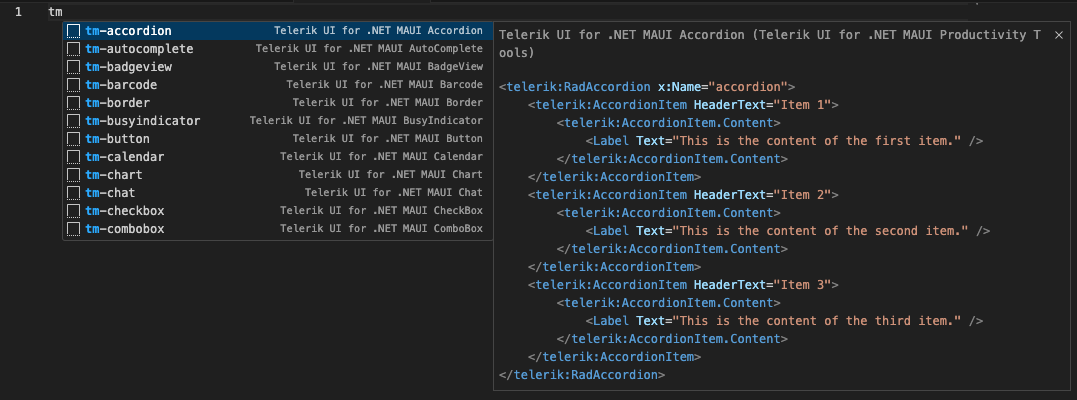 1 tm
tm-accordion Telerik UI for .NET MAUI Accordion
tm-autocomplete Telerik UI for .NET MAUI AutoComplete
tm-badgeview Telerik UI for .NET MAUI BadgeView
tm-barcode Telerik UI for .NET MAUI Barcode
tm-border Telerik UI for .NET MAUI Border
tm-busyindicator Telerik UI for .NET MAUI BusyIndicator
tm-button Telerik UI for .NET MAUI Button
tm-calendar Telerik UI for .NET MAUI Calendar
tm-chart Telerik UI for .NET MAUI Chart
tm-chat Telerik UI for .NET MAUI Chat
tm-checkbox Telerik UI for .NET MAUI CheckBox
tm-combobox Telerik UI for .NET MAUI ComboBox
Telerik UI for .NET MAUI Accordion (Telerik UI for .NET MAUI Productivity T
ools)
<telerik:RadAccordion x:Name="accordion">
    <telerik:AccordionItem HeaderText="Item 1">
        <telerik:AccordionItem.Content>
            <Label Text="This is the content of the first item." />
        </telerik:AccordionItem.Content>
    </telerik:AccordionItem>
    <telerik:AccordionItem HeaderText="Item 2">
        <telerik:AccordionItem.Content>
            <Label Text="This is the content of the second item." />
        </telerik:AccordionItem.Content>
    </telerik:AccordionItem>
    <telerik:AccordionItem HeaderText="Item 3">
        <telerik:AccordionItem.Content>
            <Label Text="This is the content of the third item." />
        </telerik:AccordionItem.Content>
    </telerik:AccordionItem>
</telerik:RadAccordion>